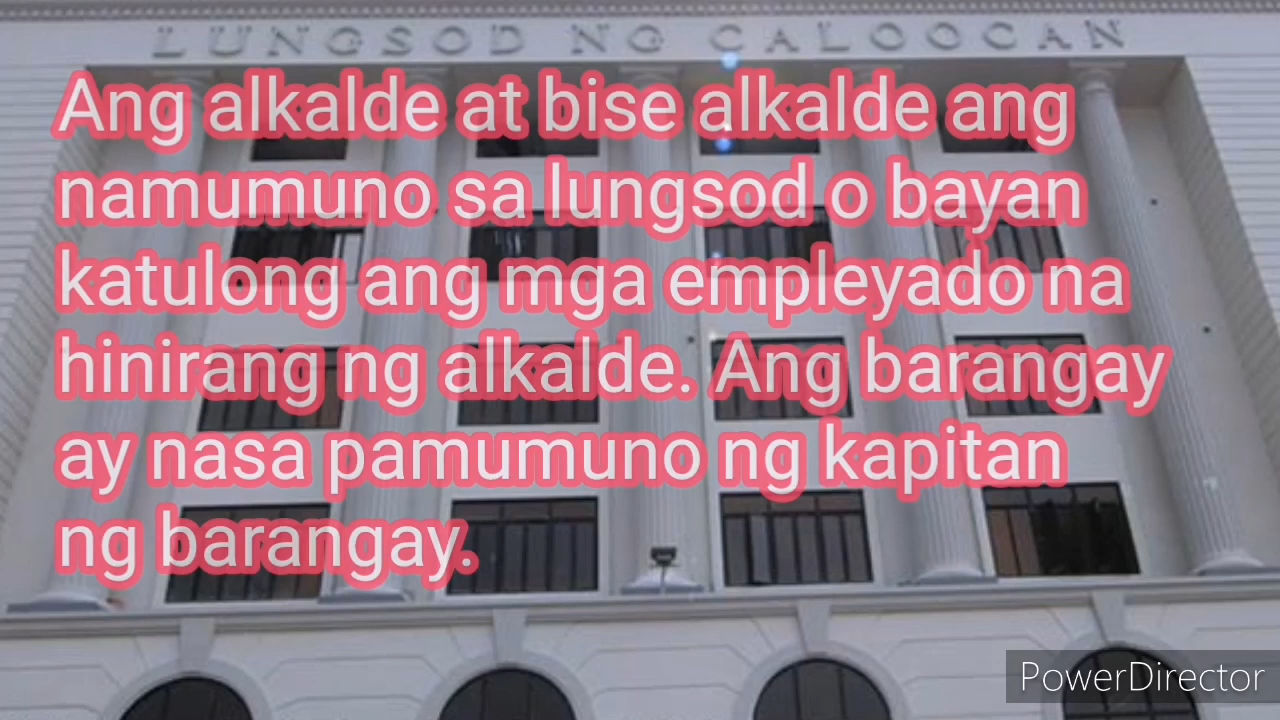 LUNGSOD NG CALOOCAN
Ang alkalde at bise alkalde ang
namumuno sa lungsod o bayan
katulong ang mga empleyado na
hinirang ng alkalde. Ang barangay
ay nasa pamumuno ng kapitan
ng barangay.
PowerDirector